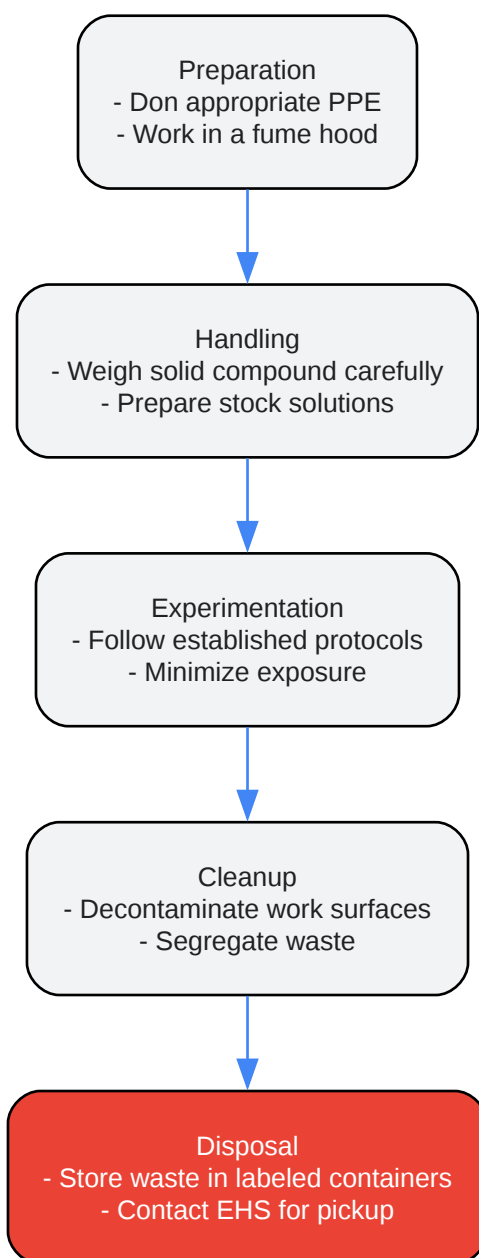 Preparation
- Don appropriate PPE
- Work in a fume hood
Handling
- Weigh solid compound carefully
- Prepare stock solutions
Experimentation
- Follow established protocols
- Minimize exposure
Cleanup
- Decontaminate work surfaces
- Segregate waste
Disposal
- Store waste in labeled containers
- Contact EHS for pickup